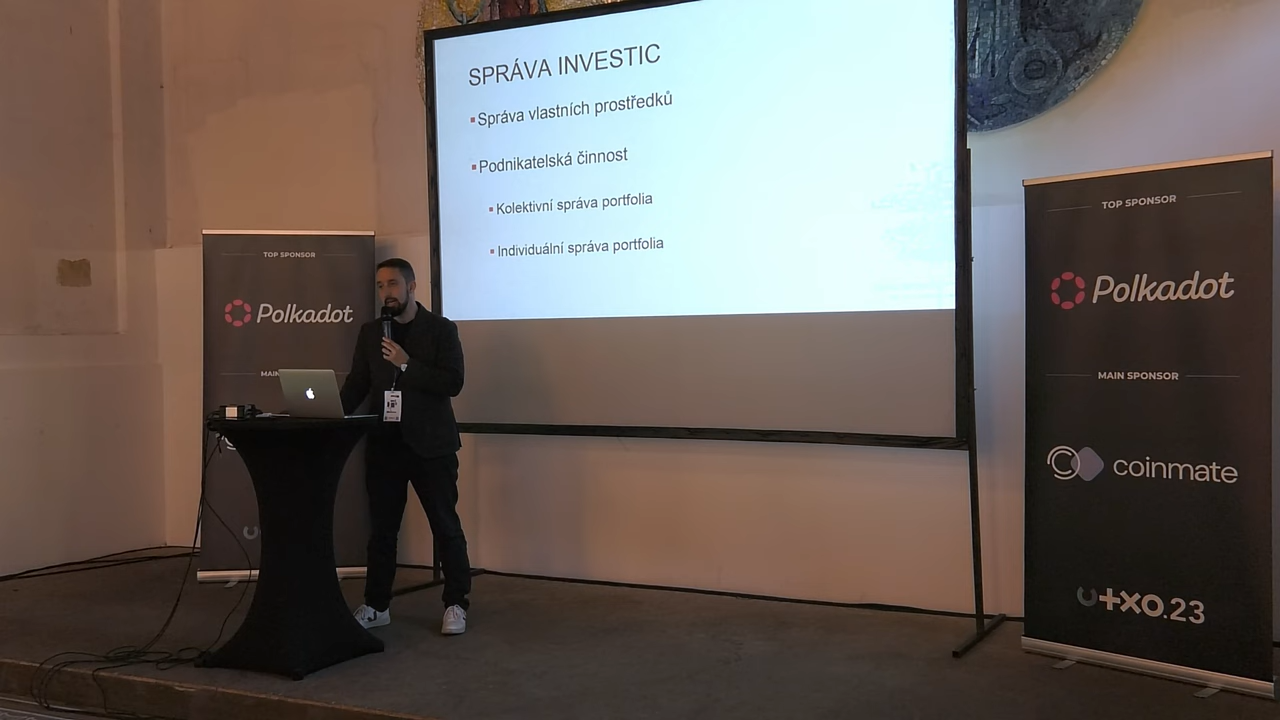 SPRÁVA INVESTIC
Správa vlastních prostředků
Podnikatelská činnost
Kolektivní správa portfolia
Individuální správa portfolia
TOP SPONSOR
Polkadot
MAIN
TOP SPONSOR
Polkadot
MAIN SPONSOR
coinmate
UTXO.23